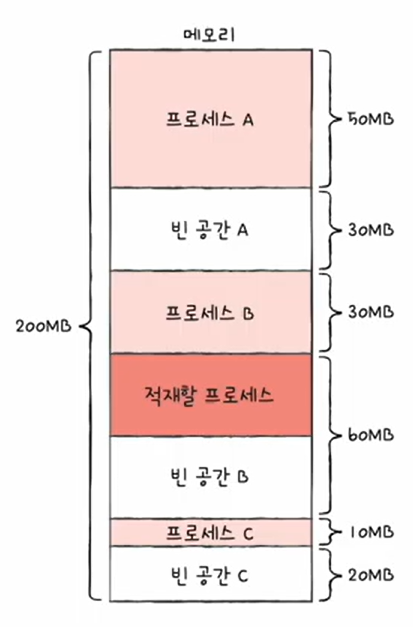 메모리
프로세스 A
50MB
빈 공간 A
30MB
프로세스 B
30MB
200MB
적재할 프로세스
60MB
빈 공간 B
프로세스 C
10MB
빈 공간 C
20MB